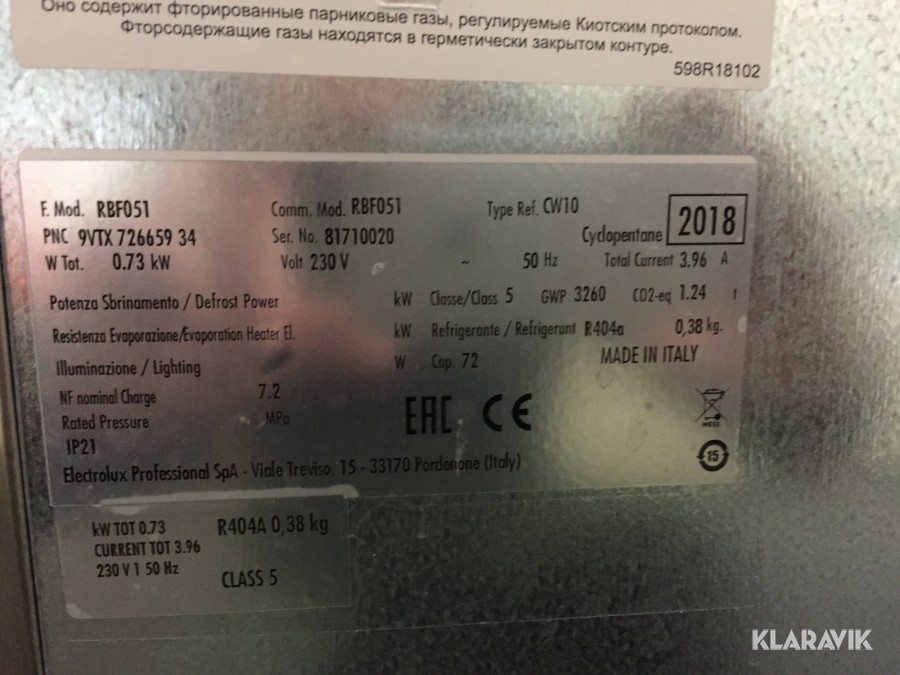 Оно содержит фторированные парниковые газы, регулируемые Киотским протоколом.
Фторсодержащие газы находятся в герметически закрытом контуре.
598R18102
F. Mod. RBF051 Comm. Mod. RBF051 Type Ref. CW10
PNC 9VTX 726659 34 Ser. No. 81710020 Cyclopentane 2018
W Tot. 0.73 kW Volt 230 V ~ 50 Hz Total Current 3.96 A
Potenza Sbrinamento / Defrost Power kW Classe/Class 5 GWP 3260 CO2-eq 1.24 t
Resistenza Evaporazione/Evaporation Heater El. kW Refrigerante / Refrigerant R404a 0,38 kg.
Illuminazione / Lighting W Cap. 72 MADE IN ITALY
NF nominal Charge 7.2
Rated Pressure MPa EAC CE
WEEE
IP21 15
Electrolux Professional SpA - Viale Treviso, 15 - 33170 Pordenone (Italy)
kW TOT 0.73 R404A 0,38 kg
CURRENT TOT 3.96
230 V 1 50 Hz CLASS 5
KLARAVIK